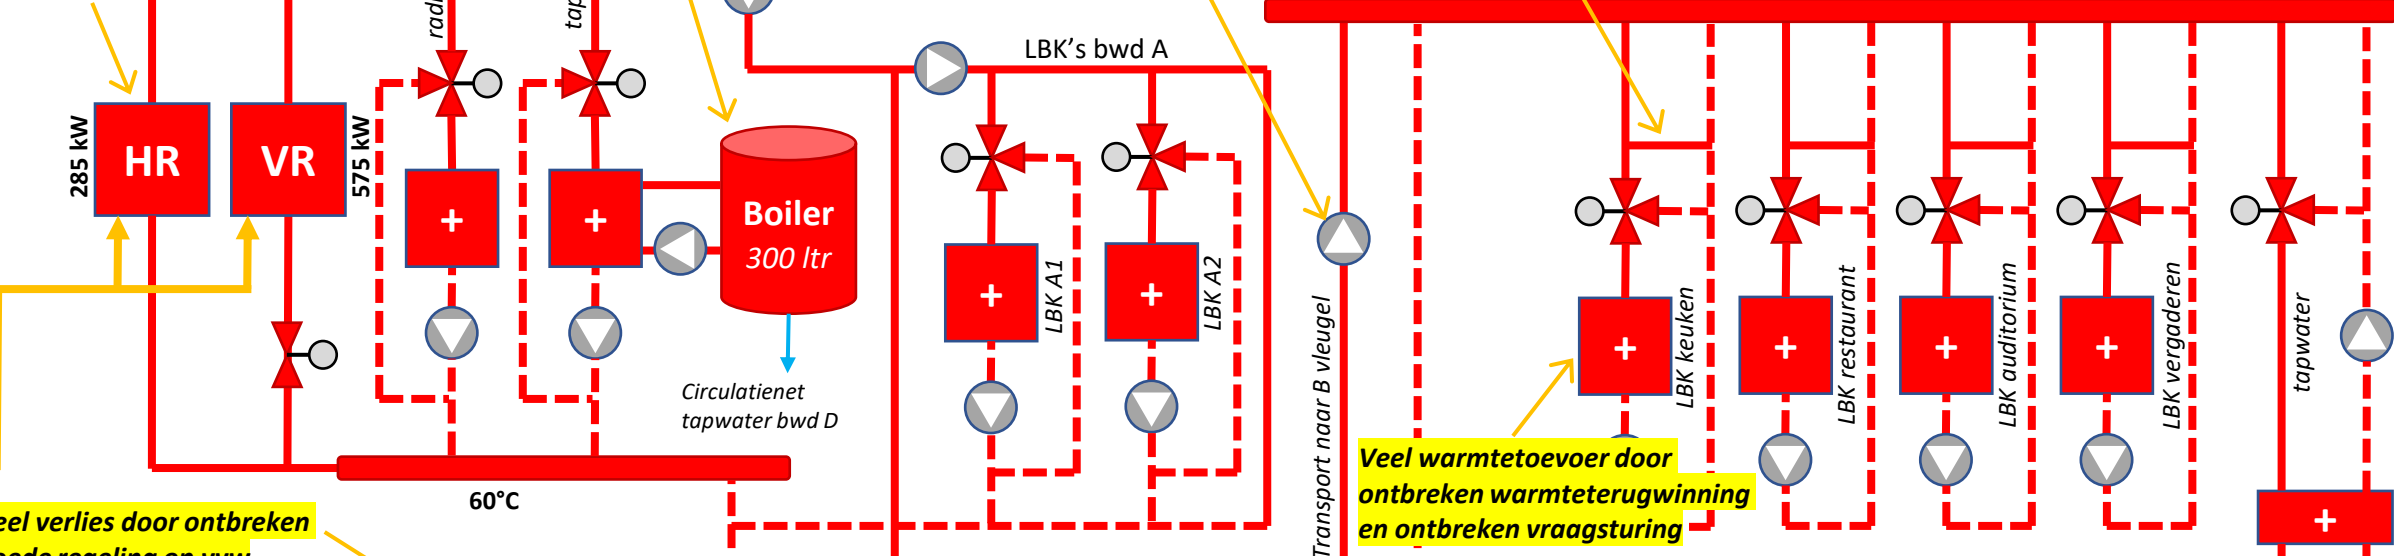 LBK's bwd A
285 kW
HR
VR
575 kW
+
+
Boiler
300 ltr
Circulatienet
tapwater bwd D
60°C
+
LBK A1
+
LBK A2
Transport naar B vleugel
+
LBK keuken
+
LBK restaurant
+
LBK auditorium
+
LBK vergaderen
tapwater
+
Veel warmtetoevoer door
ontbreken warmteterugwinning
en ontbreken vraagsturing
verlies door ontbreken